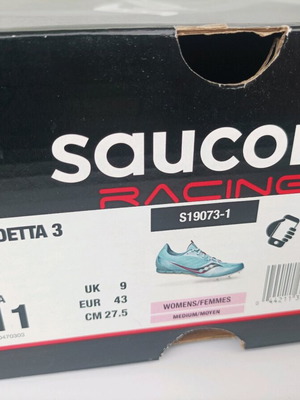 saucon
RACING
DETTA 3
S19073-1
UK 9
EUR 43
CM 27.5
11
WOMENS/FEMMES
MEDIUM/MOYEN